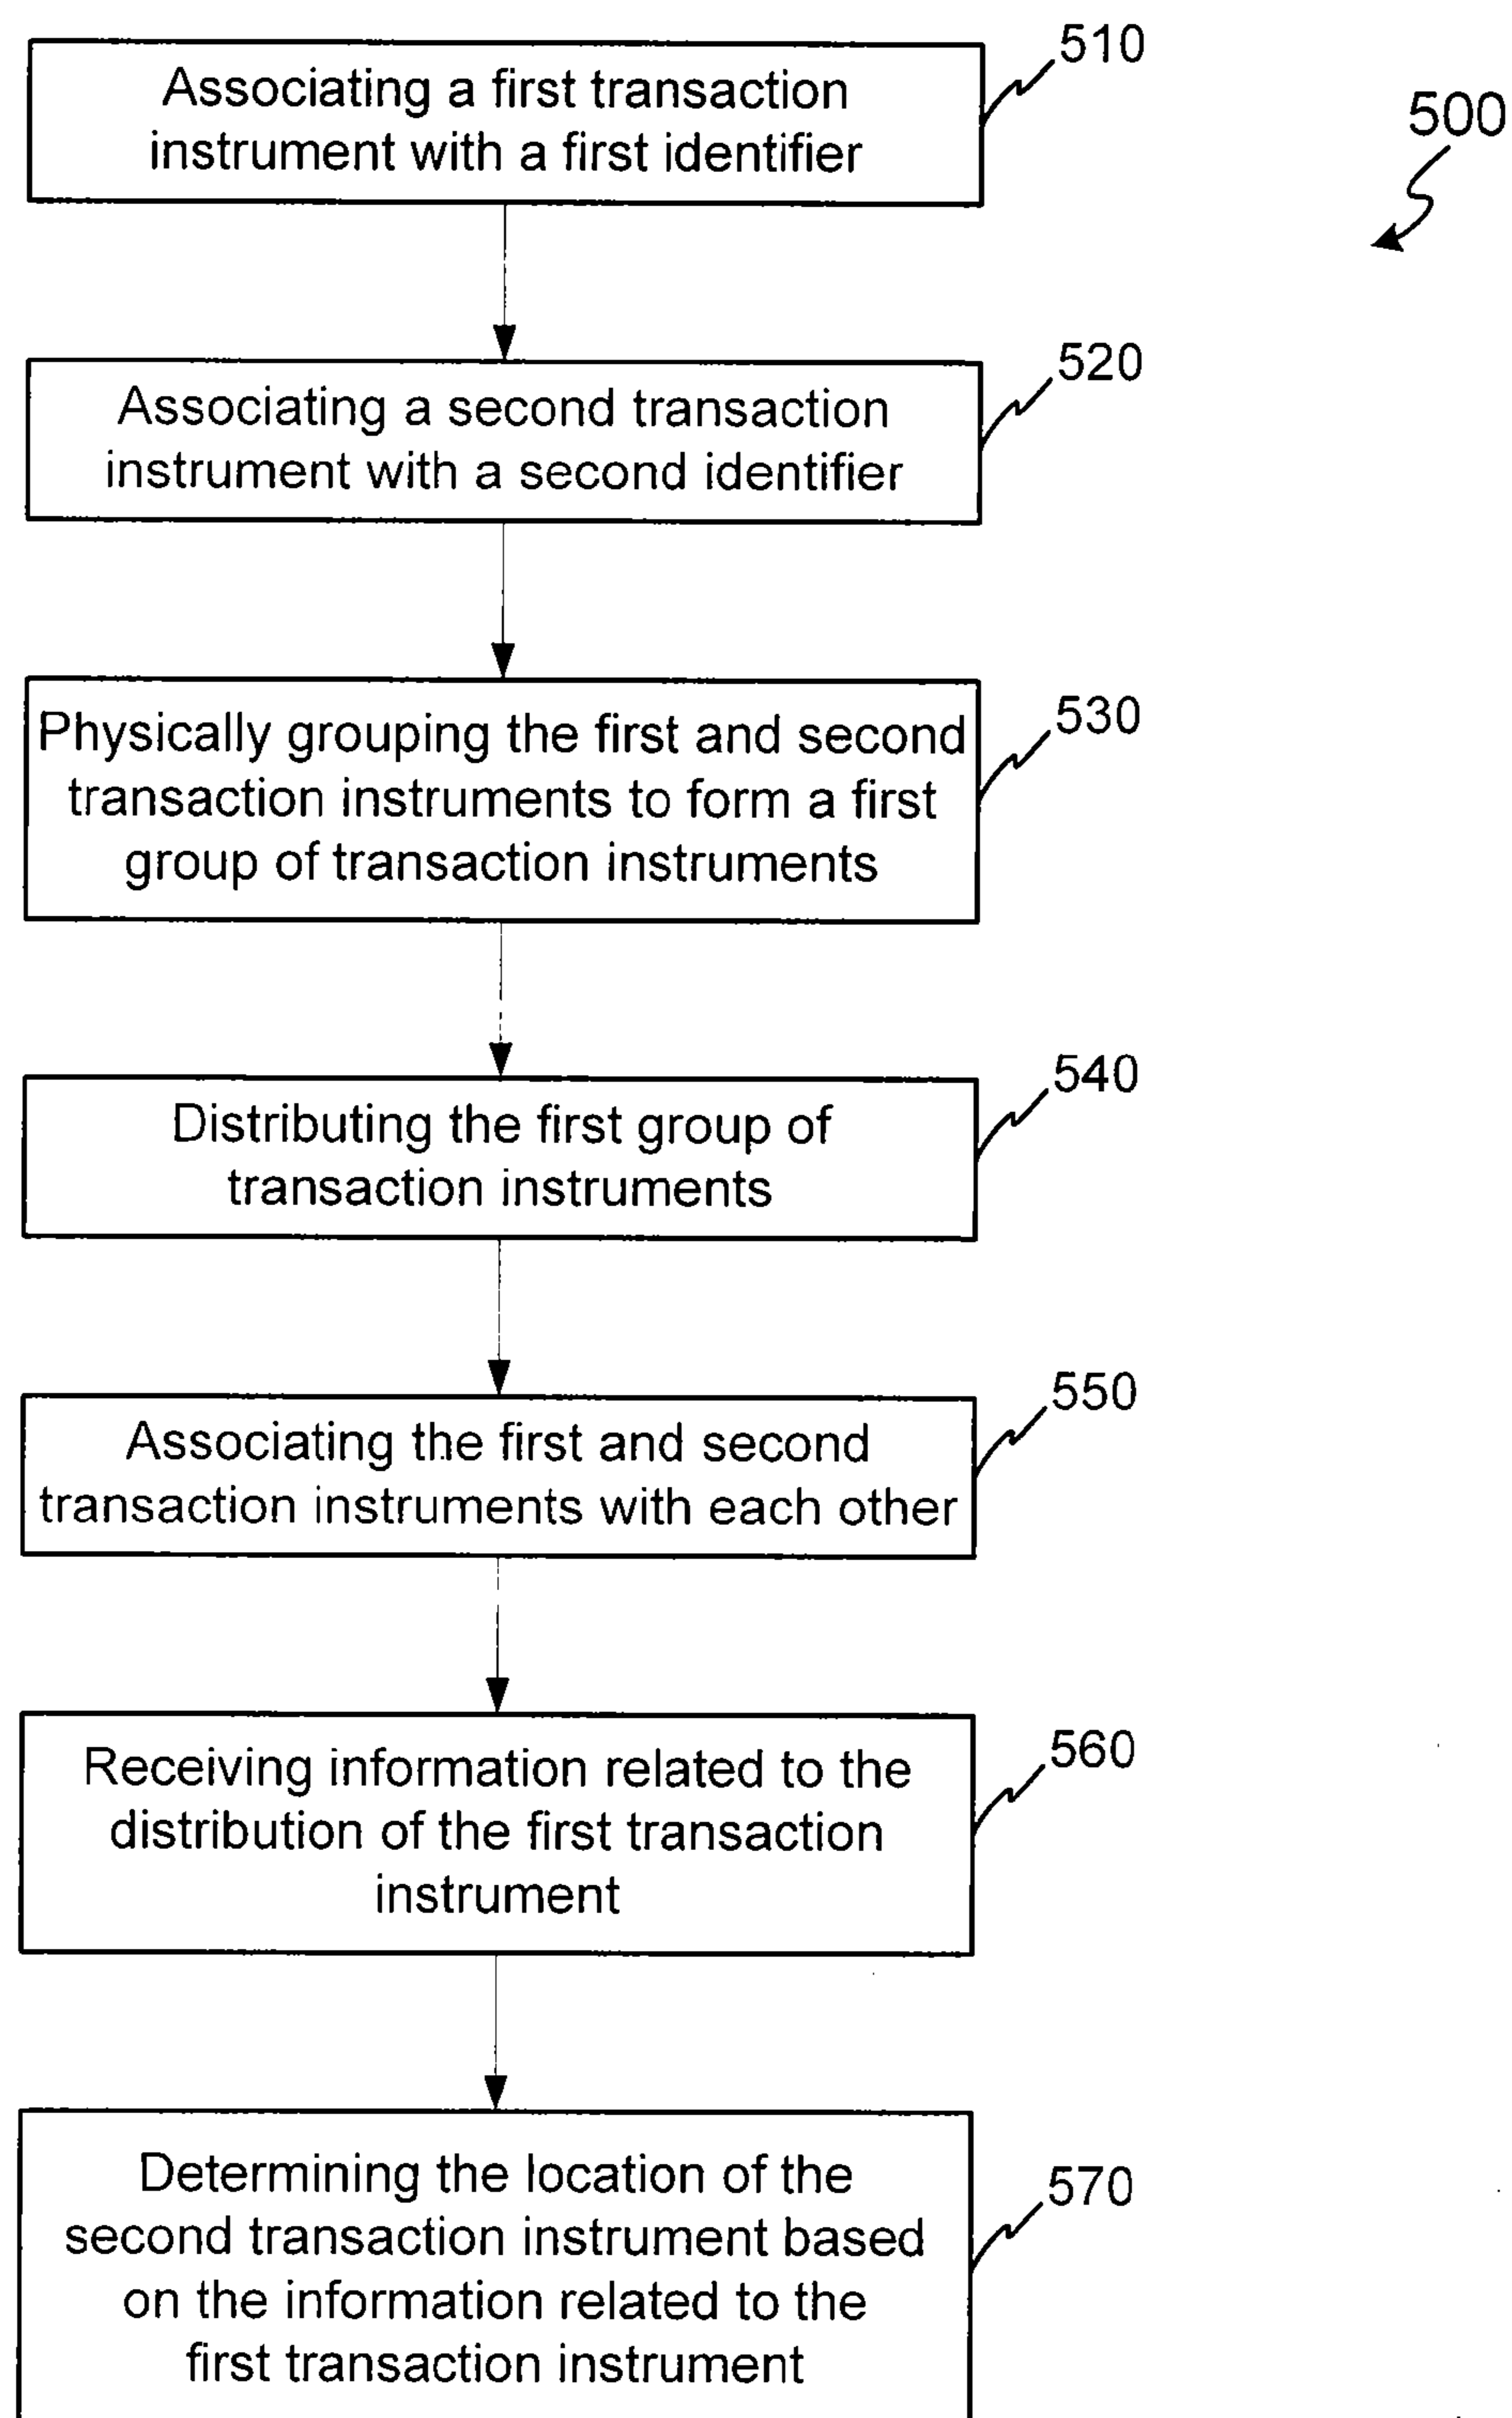 510
Associating a first transaction
instrument with a first identifier
500
520
Associating a second transaction
instrument with a second identifier
530
Physically grouping the first and second
transaction instruments to form a first
group of transaction instruments
540
Distributing the first group of
transaction instruments
550
Associating the first and second
transaction instruments with each other
560
Receiving information related to the
distribution of the first transaction
instrument
570
Determining the location of the
second transaction instrument based
on the information related to the
first transaction instrument